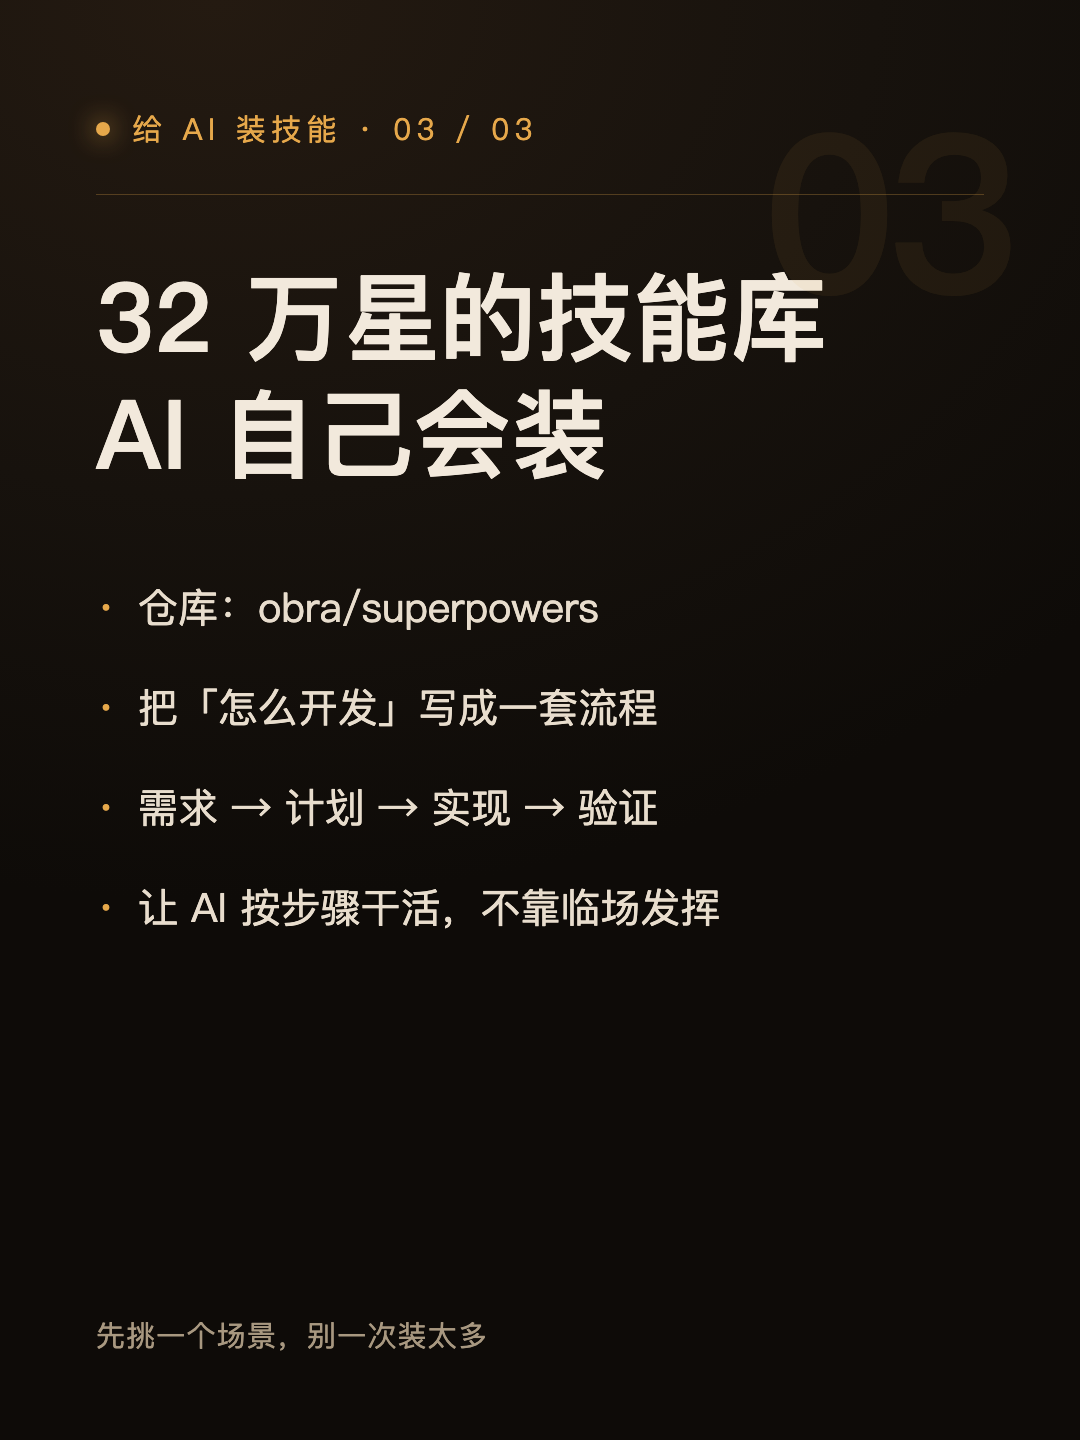 给 AI 装技能 · 03 / 03
03
32 万星的技能库
AI 自己会装
· 仓库：obra/superpowers
· 把「怎么开发」写成一套流程
· 需求 → 计划 → 实现 → 验证
· 让 AI 按步骤干活，不靠临场发挥
先挑一个场景，别一次装太多